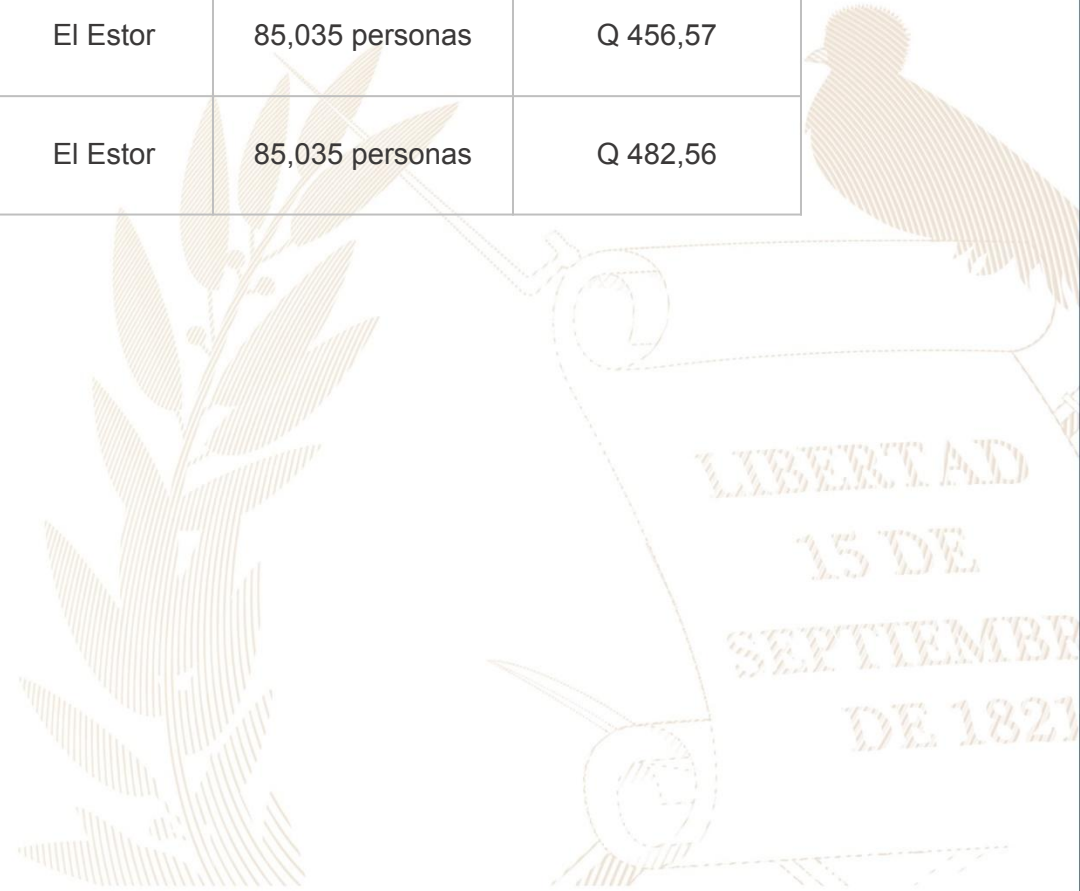 El Estor 85,035 personas Q 456,57
El Estor 85,035 personas Q 482,56
LIBERTAD
15 DE
SEPTIEMBRE
DE 1821